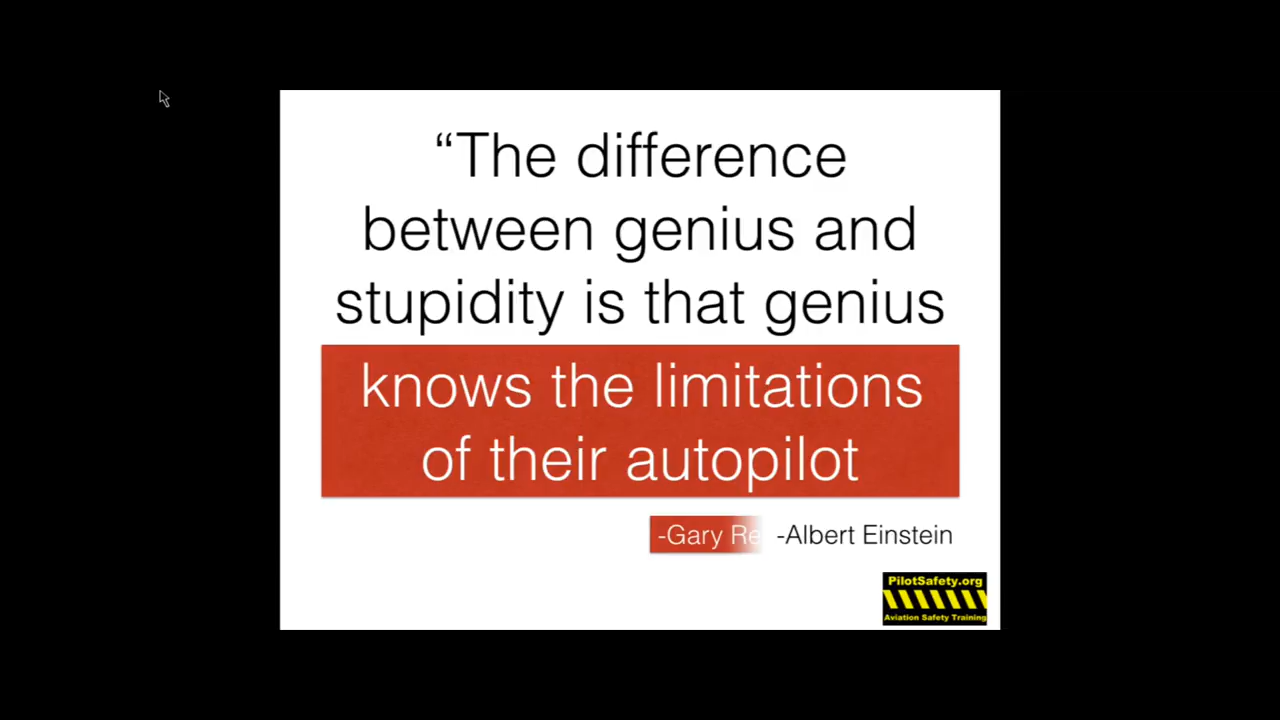 “The difference
between genius and
stupidity is that genius
knows the limitations
of their autopilot
-Gary -Albert Einstein
PilotSafety.org
Aviation Safety Training